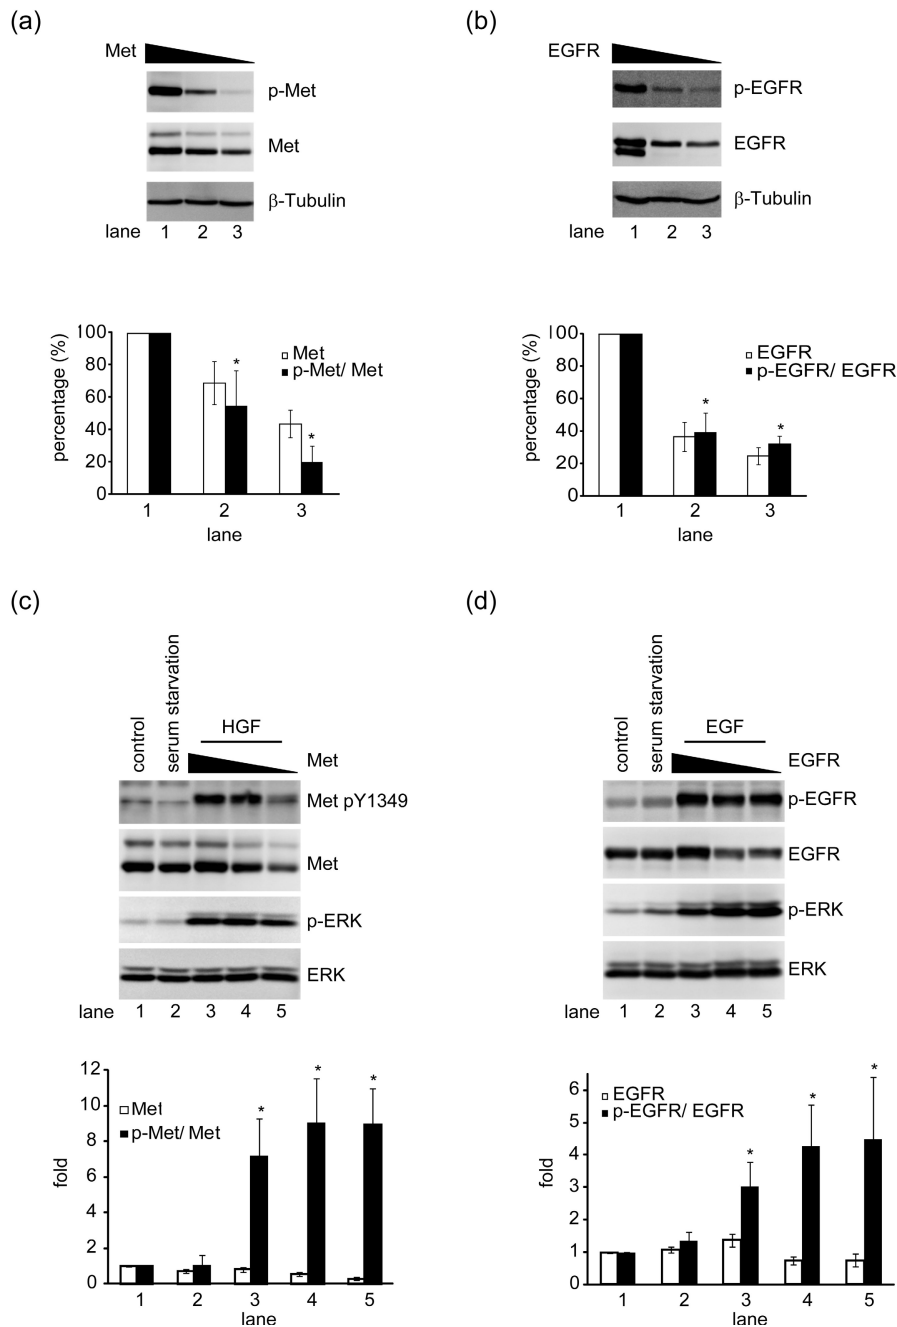 (a)
Met
p-Met
Met
β-Tubulin
lane 1 2 3
percentage (%)
100
80
60
40
20
0
Met
p-Met/ Met
*
*
1 2 3
lane
(b)
EGFR
p-EGFR
EGFR
β-Tubulin
lane 1 2 3
percentage (%)
100
80
60
40
20
0
EGFR
p-EGFR/ EGFR
*
*
1 2 3
lane
(c)
control
serum starvation
HGF
Met
Met pY1349
Met
p-ERK
ERK
lane 1 2 3 4 5
fold
12
10
8
6
4
2
0
Met
p-Met/ Met
*
*
*
1 2 3 4 5
lane
(d)
control
serum starvation
EGF
EGFR
p-EGFR
EGFR
p-ERK
ERK
lane 1 2 3 4 5
fold
6
5
4
3
2
1
0
EGFR
p-EGFR/ EGFR
*
*
*
1 2 3 4 5
lane